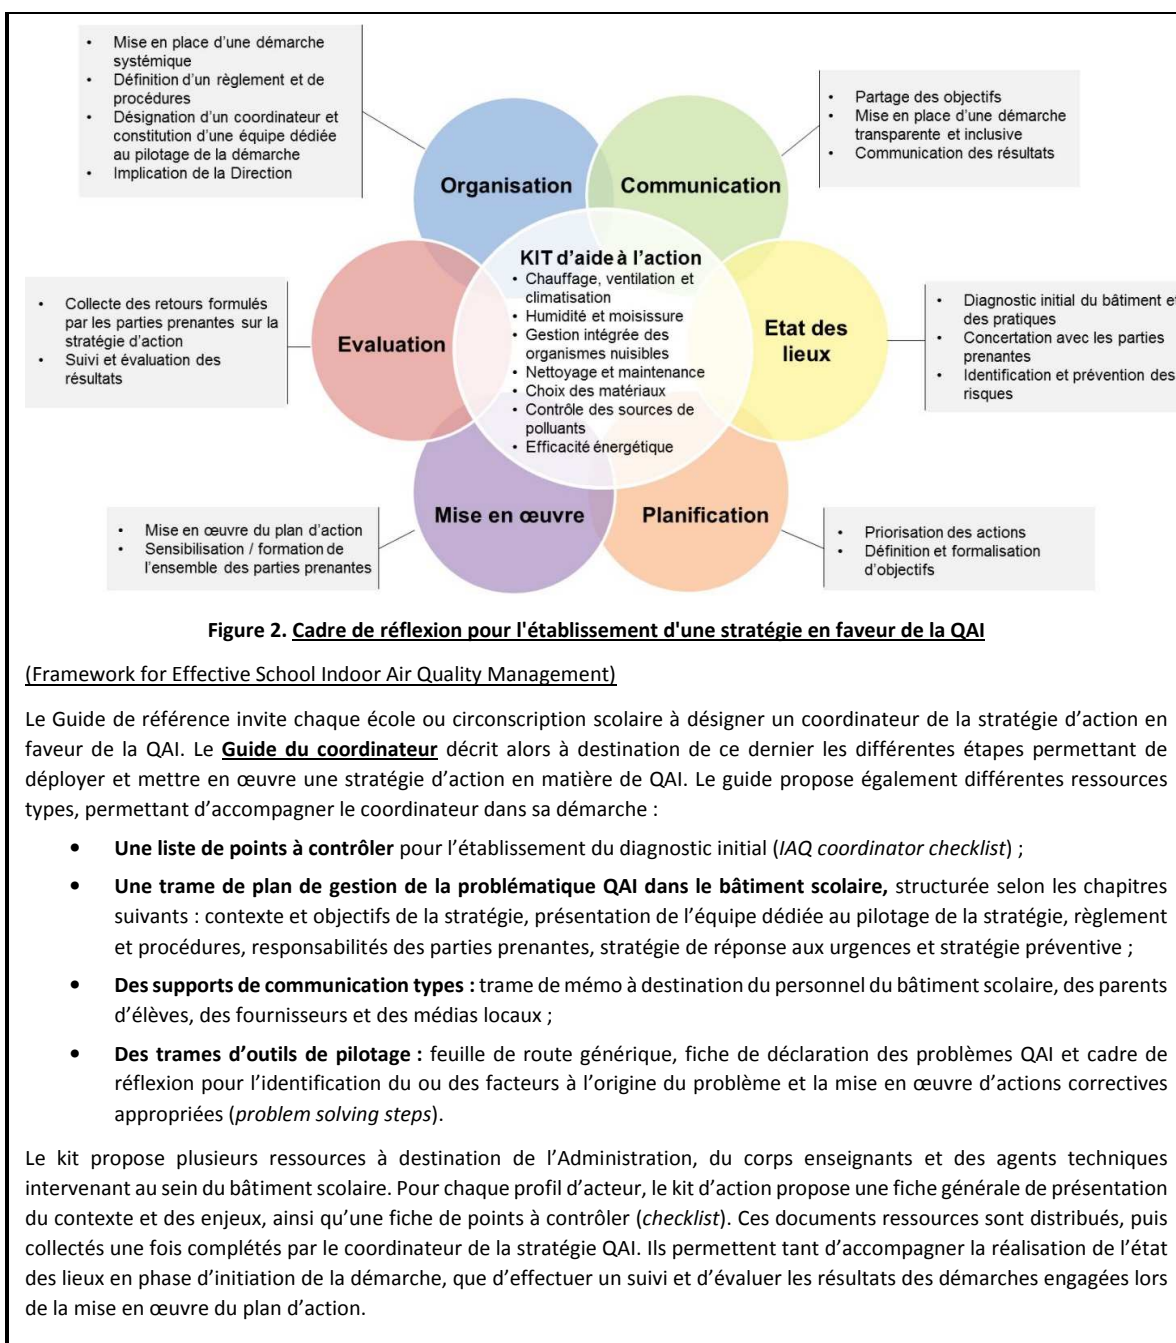 • Mise en place d'une démarche
systémique
• Définition d'un règlement et de
procédures
• Désignation d'un coordinateur et
constitution d'une équipe dédiée
au pilotage de la démarche
• Implication de la Direction
• Partage des objectifs
• Mise en place d'une démarche
transparente et inclusive
• Communication des résultats
Organisation
Communication
KIT d'aide à l'action
• Chauffage, ventilation et
climatisation
• Humidité et moisissure
• Gestion intégrée des
organismes nuisibles
• Nettoyage et maintenance
• Choix des matériaux
• Contrôle des sources de
polluants
• Efficacité énergétique
• Collecte des retours formulés
par les parties prenantes sur la
stratégie d'action
• Suivi et évaluation des
résultats
Evaluation
Etat des
lieux
• Diagnostic initial du bâtiment et
des pratiques
• Concertation avec les parties
prenantes
• Identification et prévention des
risques
Mise en œuvre
Planification
• Mise en œuvre du plan d'action
• Sensibilisation / formation de
l'ensemble des parties prenantes
• Priorisation des actions
• Définition et formalisation
d'objectifs
Figure 2. Cadre de réflexion pour l'établissement d'une stratégie en faveur de la QAI
(Framework for Effective School Indoor Air Quality Management)
Le Guide de référence invite chaque école ou circonscription scolaire à désigner un coordinateur de la stratégie d'action en
faveur de la QAI. Le Guide du coordinateur décrit alors à destination de ce dernier les différentes étapes permettant de
déployer et mettre en œuvre une stratégie d'action en matière de QAI. Le guide propose également différentes ressources
types, permettant d'accompagner le coordinateur dans sa démarche :
• Une liste de points à contrôler pour l'établissement du diagnostic initial (IAQ coordinator checklist) ;
• Une trame de plan de gestion de la problématique QAI dans le bâtiment scolaire, structurée selon les chapitres
suivants : contexte et objectifs de la stratégie, présentation de l'équipe dédiée au pilotage de la stratégie, règlement
et procédures, responsabilités des parties prenantes, stratégie de réponse aux urgences et stratégie préventive ;
• Des supports de communication types : trame de mémo à destination du personnel du bâtiment scolaire, des parents
d'élèves, des fournisseurs et des médias locaux ;
• Des trames d'outils de pilotage : feuille de route générique, fiche de déclaration des problèmes QAI et cadre de
réflexion pour l'identification du ou des facteurs à l'origine du problème et la mise en œuvre d'actions correctives
appropriées (problem solving steps).
Le kit propose plusieurs ressources à destination de l'Administration, du corps enseignants et des agents techniques
intervenant au sein du bâtiment scolaire. Pour chaque profil d'acteur, le kit d'action propose une fiche générale de présentation
du contexte et des enjeux, ainsi qu'une fiche de points à contrôler (checklist). Ces documents ressources sont distribués, puis
collectés une fois complétés par le coordinateur de la stratégie QAI. Ils permettent tant d'accompagner la réalisation de l'état
des lieux en phase d'initiation de la démarche, que d'effectuer un suivi et d'évaluer les résultats des démarches engagées lors
de la mise en œuvre du plan d'action.